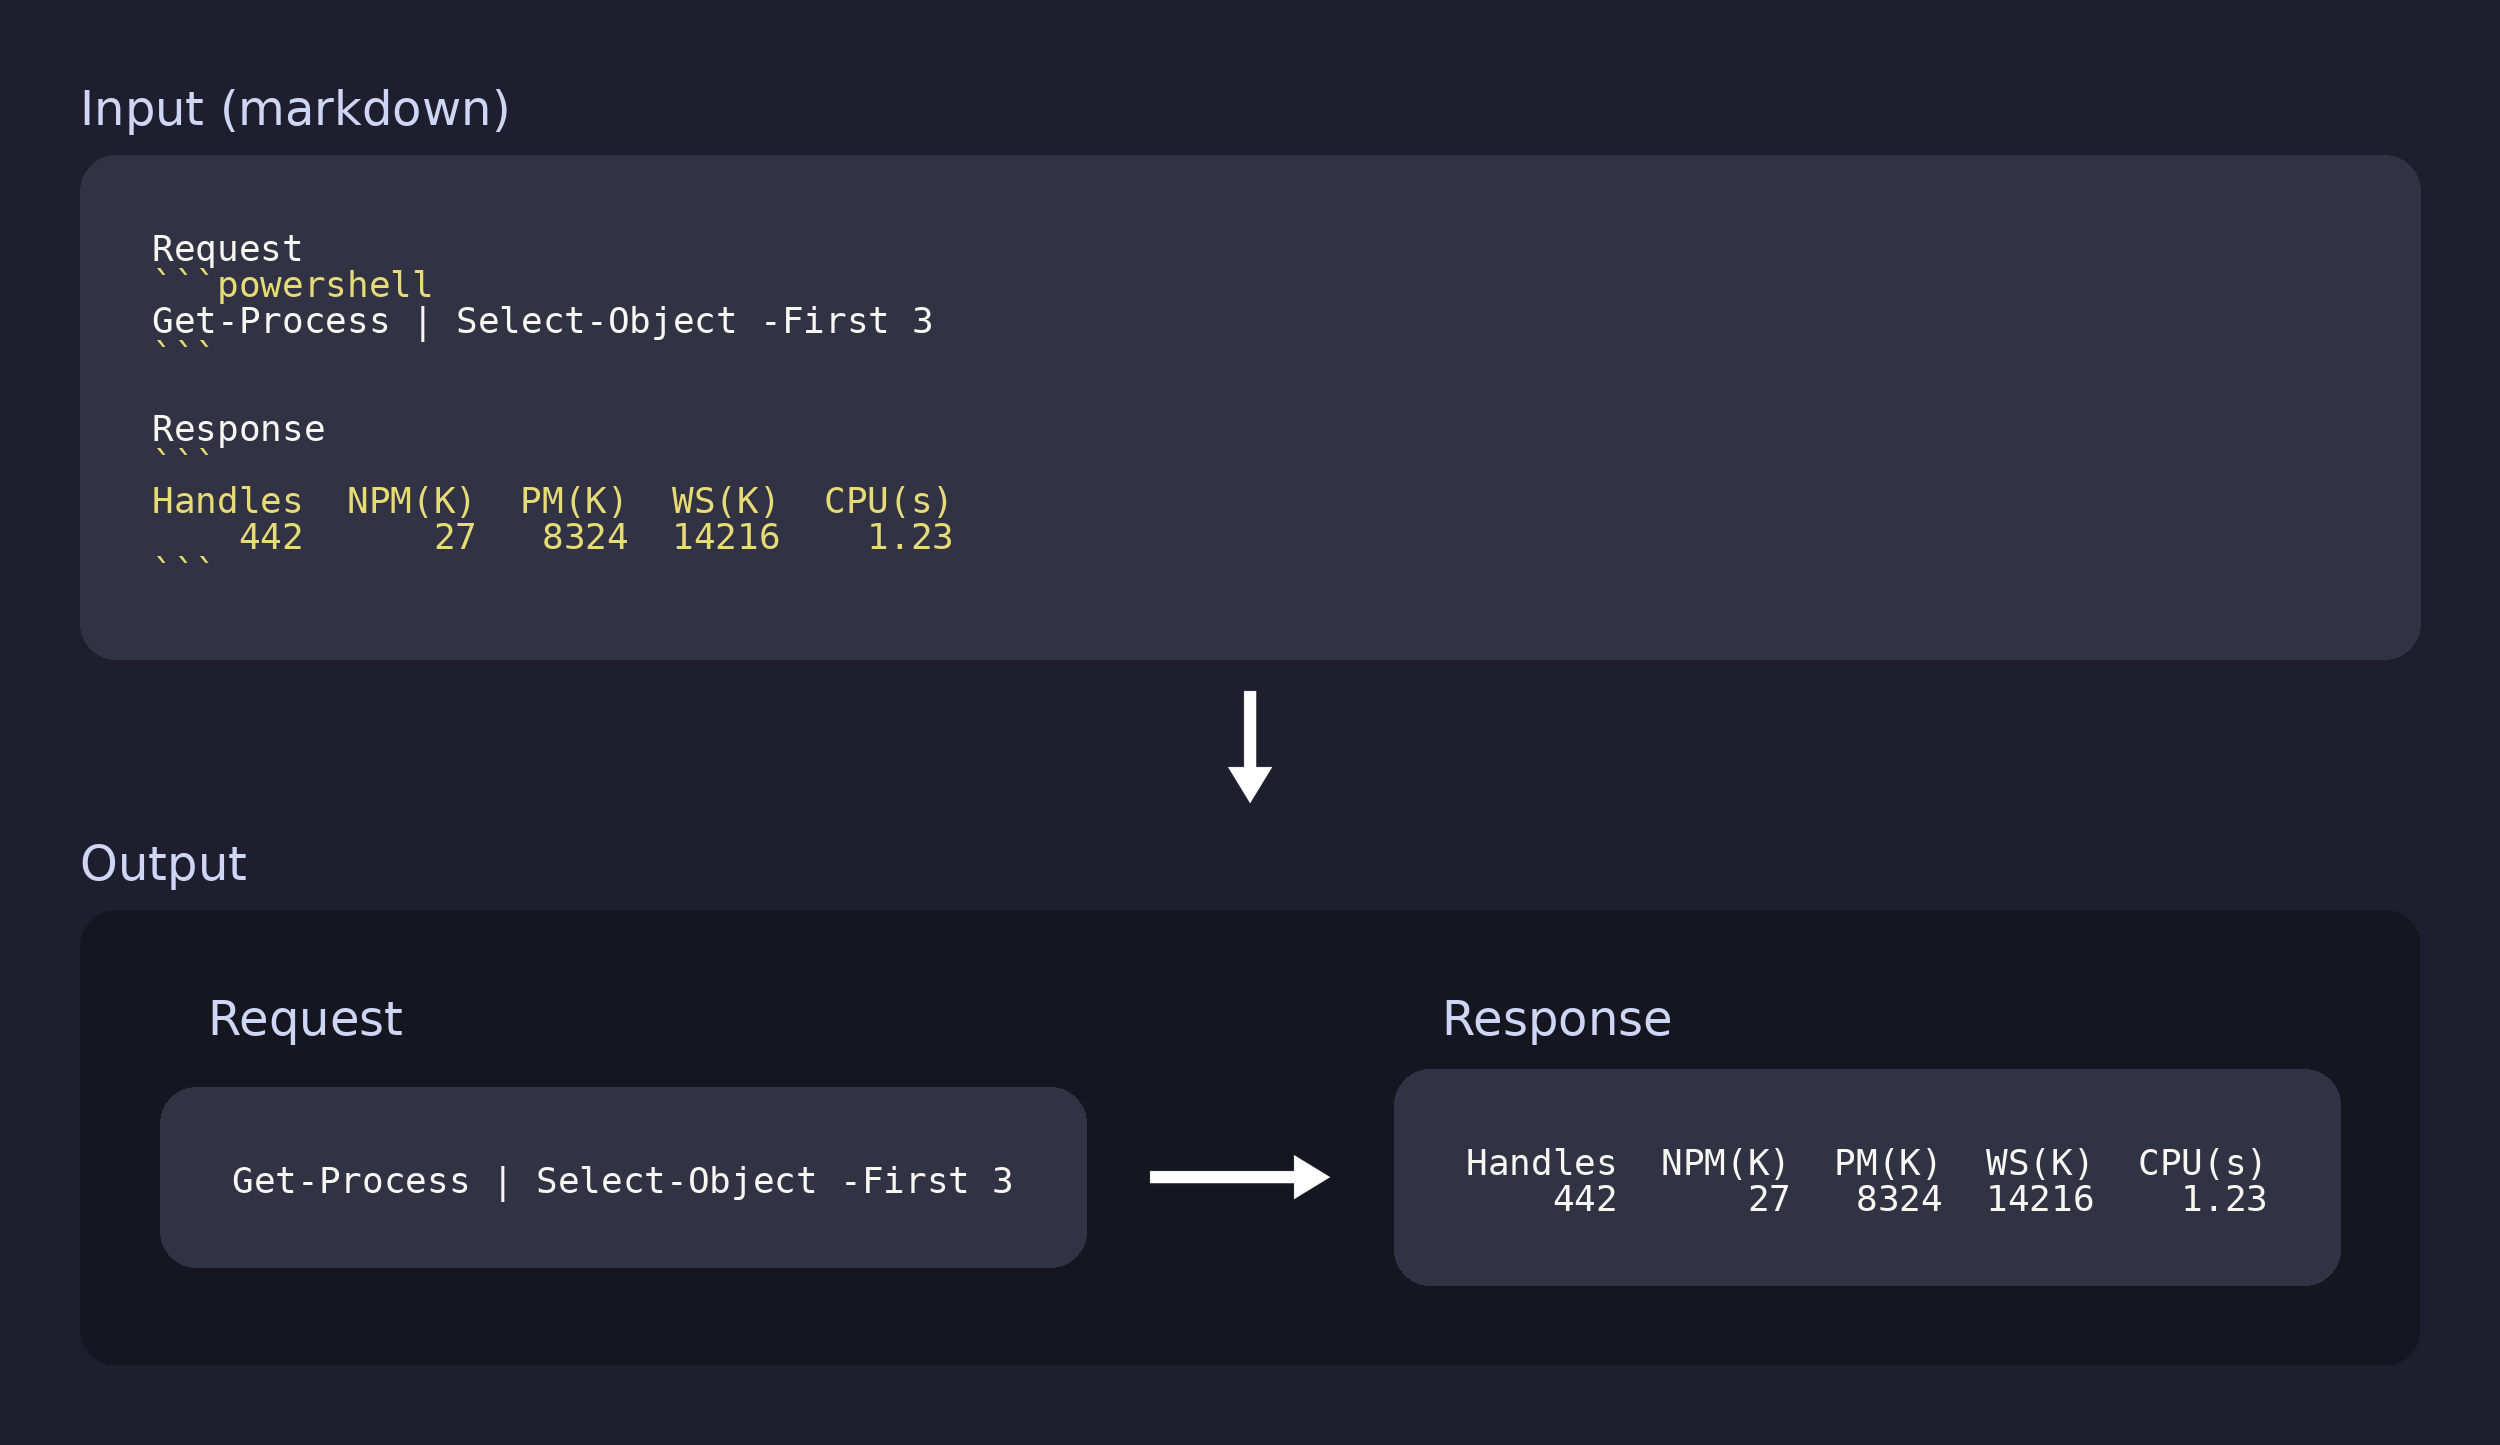 Input (markdown)
Request
```powershell
Get-Process | Select-Object -First 3
```
Response
```
Handles  NPM(K)  PM(K)  WS(K)  CPU(s)
    442      27   8324  14216    1.23
```
Output
Request
Response
Get-Process | Select-Object -First 3
Handles  NPM(K)  PM(K)  WS(K)  CPU(s)
    442      27   8324  14216    1.23